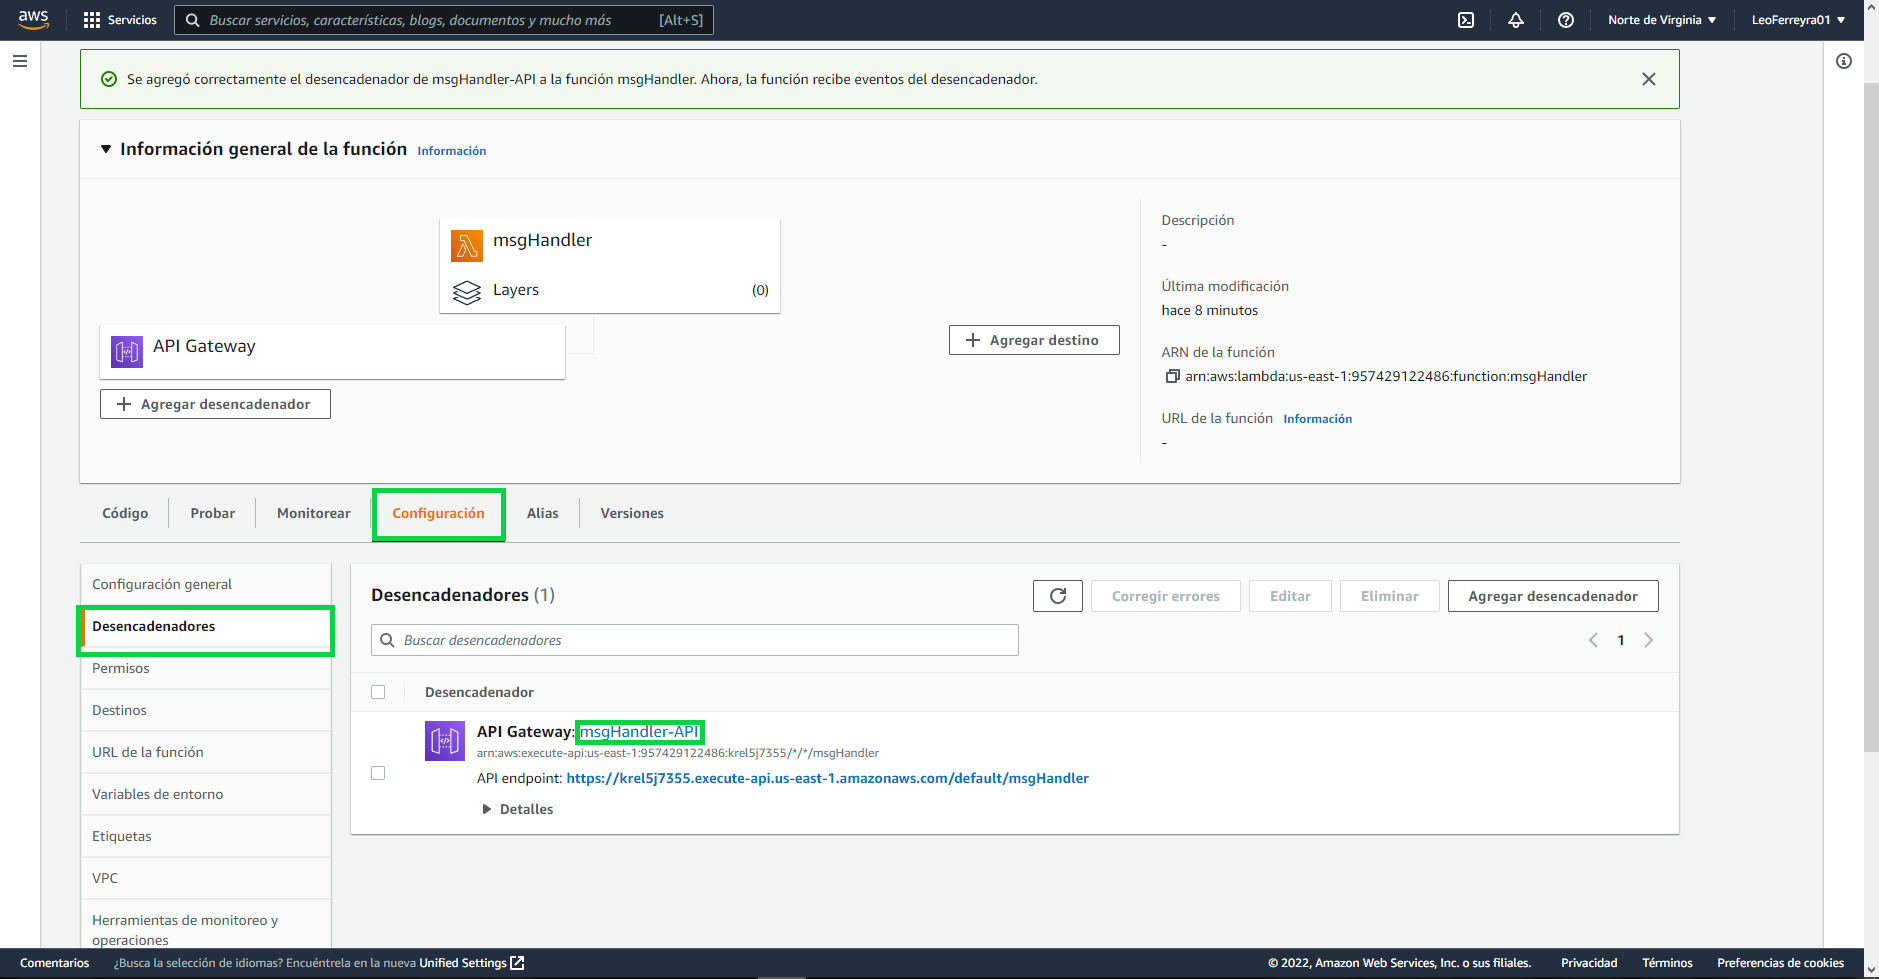 aws
Servicios
Buscar servicios, características, blogs, documentos y mucho más
[Alt+S]
Norte de Virginia
LeoFerreyra01
Se agregó correctamente el desencadenador de msgHandler-API a la función msgHandler. Ahora, la función recibe eventos del desencadenador.
Información general de la función
Información
msgHandler
Layers
(0)
API Gateway
Agregar desencadenador
Agregar destino
Descripción
-
Última modificación
hace 8 minutos
ARN de la función
arn:aws:lambda:us-east-1:957429122486:function:msgHandler
URL de la función
Información
-
Código
Probar
Monitorear
Configuración
Alias
Versiones
Configuración general
Desencadenadores
Permisos
Destinos
URL de la función
Variables de entorno
Etiquetas
VPC
Herramientas de monitoreo y
operaciones
Desencadenadores (1)
Corregir errores
Editar
Eliminar
Agregar desencadenador
Buscar desencadenadores
1
Desencadenador
API Gateway: msgHandler-API
arn:aws:execute-api:us-east-1:957429122486:krel5j7355/*/*/msgHandler
API endpoint: https://krel5j7355.execute-api.us-east-1.amazonaws.com/default/msgHandler
Detalles
Comentarios
¿Busca la selección de idiomas? Encuéntrela en la nueva Unified Settings
© 2022, Amazon Web Services, Inc. o sus filiales.
Privacidad
Términos
Preferencias de cookies